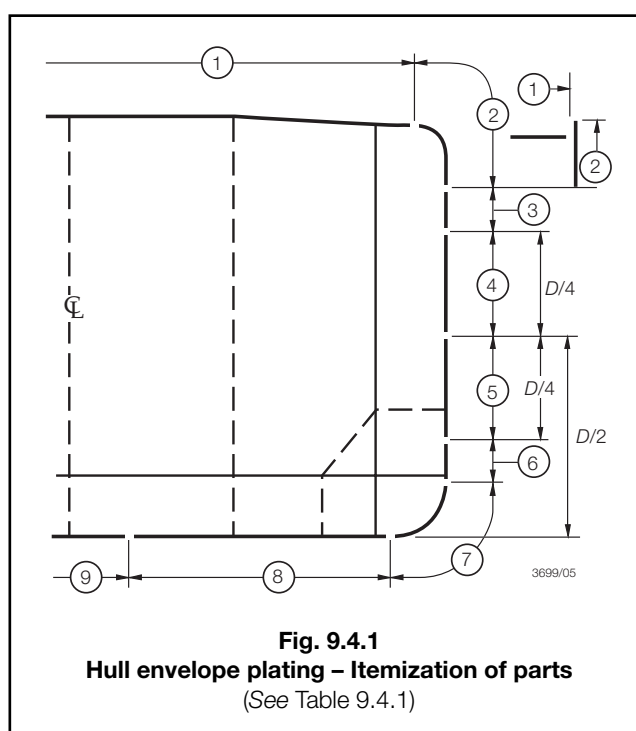 ①
①
②
②
③
④
D/4
℄
⑤
D/4
D/2
⑥
⑦
⑨
⑧
3699/05
Fig. 9.4.1
Hull envelope plating – Itemization of parts
(See Table 9.4.1)